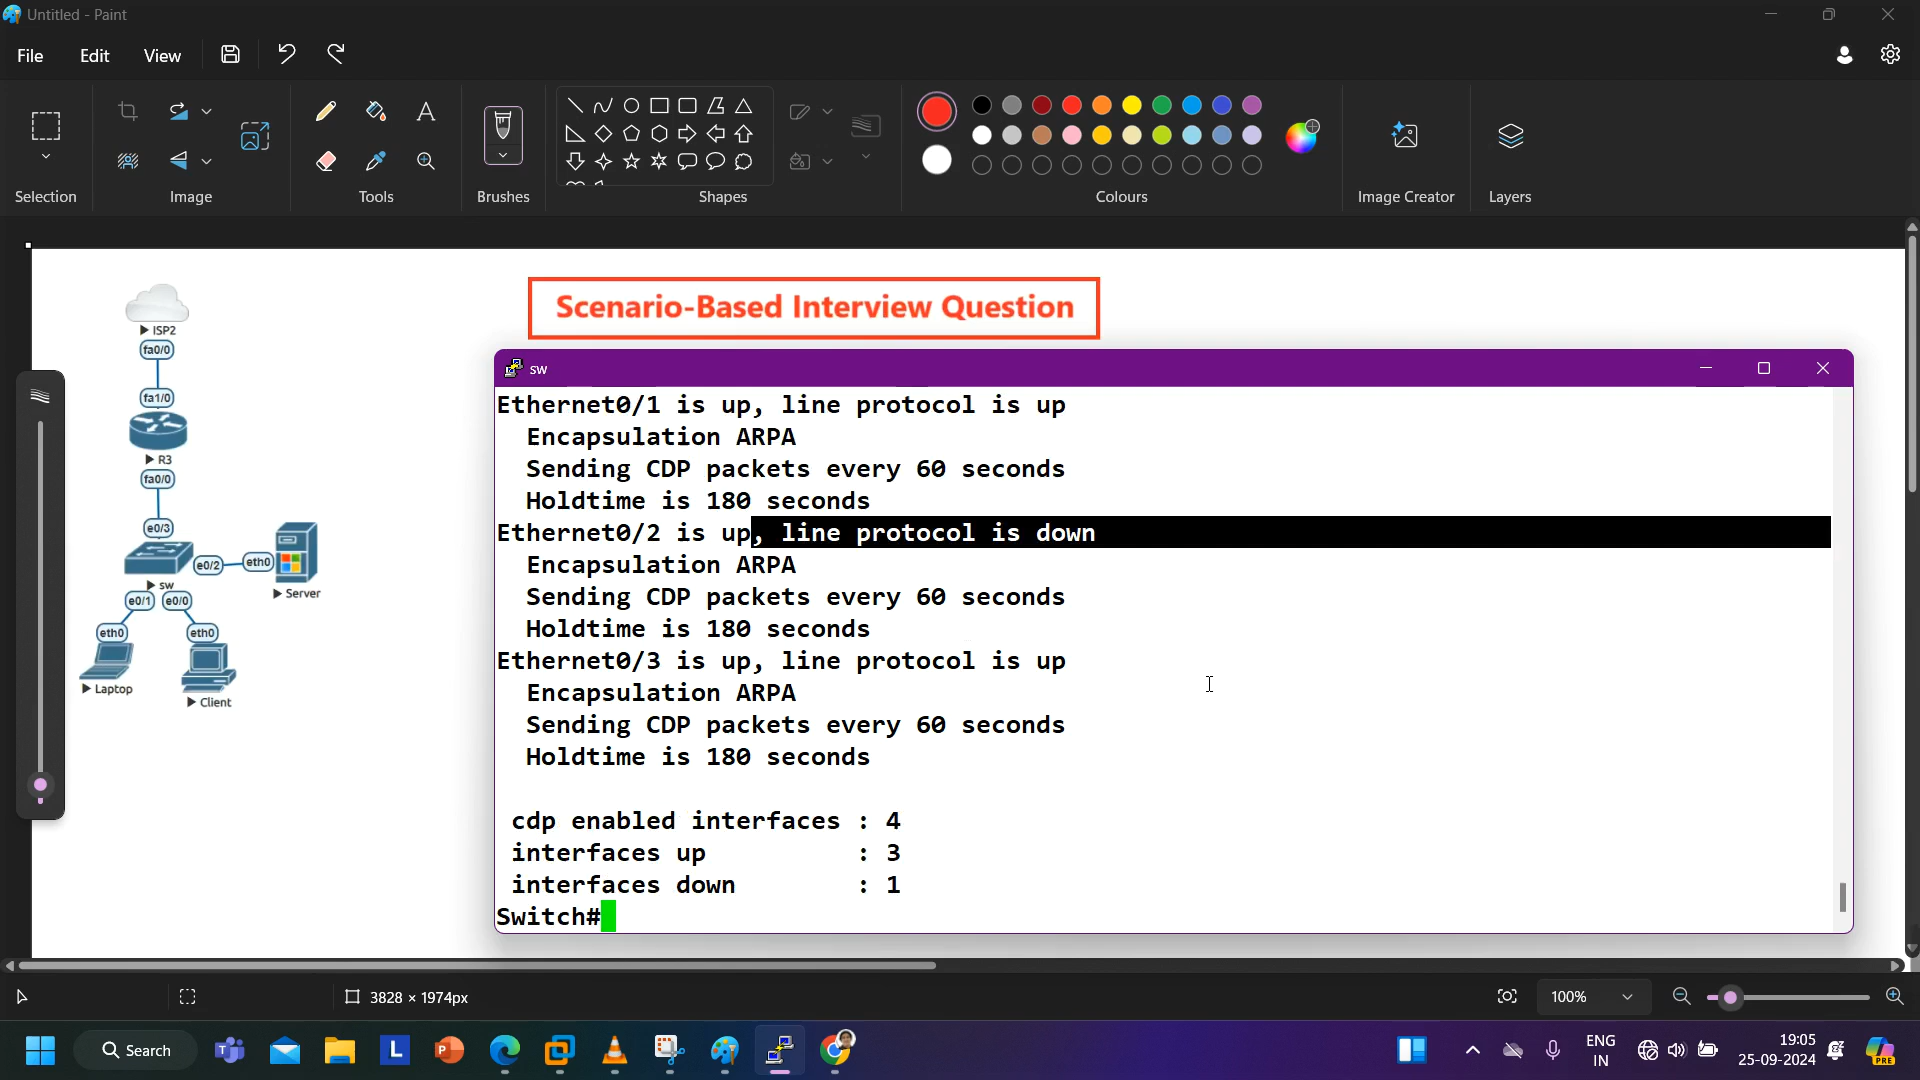 Untitled - Paint
File Edit View
Selection
Image
Tools
Brushes
Shapes
Colours
Image Creator
Layers
Scenario-Based Interview Question
ISP2
fa0/0
fa1/0
R3
fa0/0
e0/3
e0/2
eth0
sw
Server
e0/1
e0/0
eth0
eth0
Laptop
Client
sw
Ethernet0/1 is up, line protocol is up
Encapsulation ARPA
Sending CDP packets every 60 seconds
Holdtime is 180 seconds
Ethernet0/2 is up, line protocol is down
Encapsulation ARPA
Sending CDP packets every 60 seconds
Holdtime is 180 seconds
Ethernet0/3 is up, line protocol is up
Encapsulation ARPA
Sending CDP packets every 60 seconds
Holdtime is 180 seconds
cdp enabled interfaces : 4
interfaces up : 3
interfaces down : 1
Switch#
3828 × 1974px
100%
Search
ENG
IN
19:05
25-09-2024
PRE